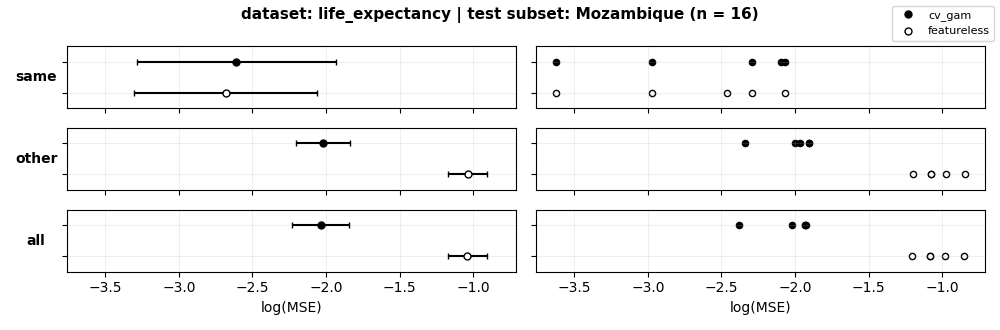 dataset: life_expectancy | test subset: Mozambique (n = 16)
cv_gam
featureless
same
other
all
−3.5 −3.0 −2.5 −2.0 −1.5 −1.0
−3.5 −3.0 −2.5 −2.0 −1.5 −1.0
log(MSE)
log(MSE)